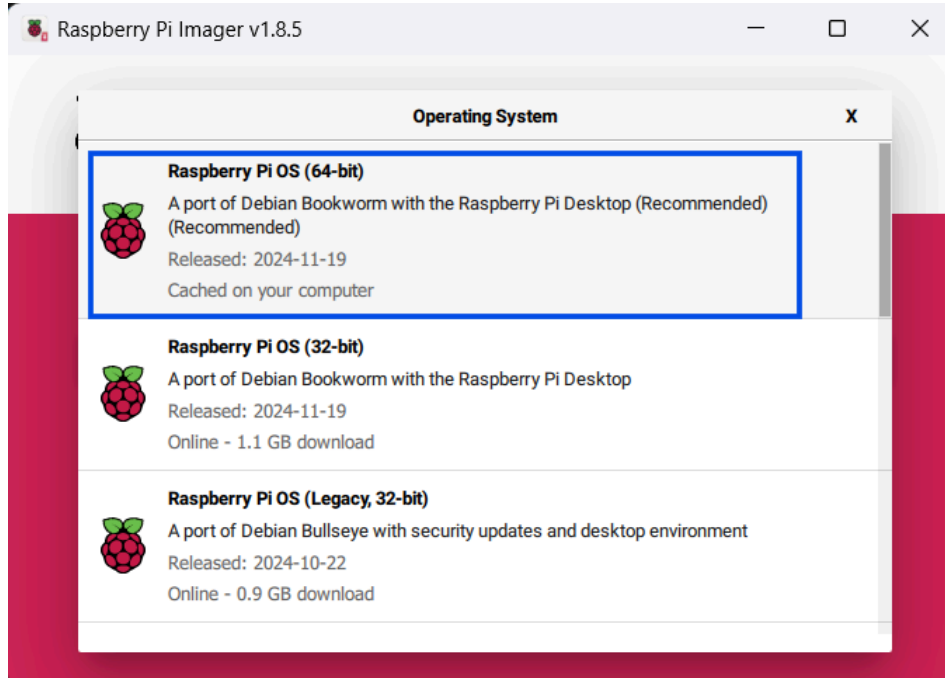 Raspberry Pi Imager v1.8.5
Operating System
X
Raspberry Pi OS (64-bit)
A port of Debian Bookworm with the Raspberry Pi Desktop (Recommended)
(Recommended)
Released: 2024-11-19
Cached on your computer
Raspberry Pi OS (32-bit)
A port of Debian Bookworm with the Raspberry Pi Desktop
Released: 2024-11-19
Online - 1.1 GB download
Raspberry Pi OS (Legacy, 32-bit)
A port of Debian Bullseye with security updates and desktop environment
Released: 2024-10-22
Online - 0.9 GB download